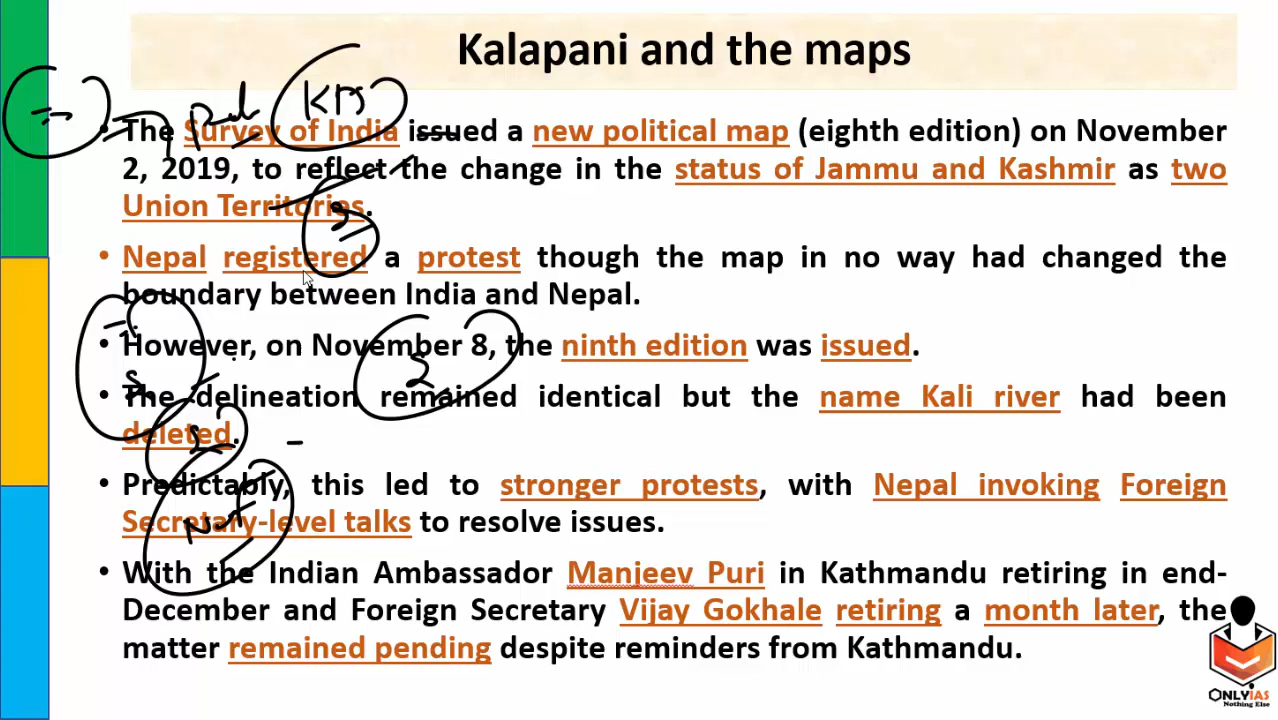 Kalapani and the maps
• The Survey of India issued a new political map (eighth edition) on November
2, 2019, to reflect the change in the status of Jammu and Kashmir as two
Union Territories.
• Nepal registered a protest though the map in no way had changed the
boundary between India and Nepal.
• However, on November 8, the ninth edition was issued.
• The delineation remained identical but the name Kali river had been
deleted.
• Predictably, this led to stronger protests, with Nepal invoking Foreign
Secretary-level talks to resolve issues.
• With the Indian Ambassador Manjeev Puri in Kathmandu retiring in end-
December and Foreign Secretary Vijay Gokhale retiring a month later, the
matter remained pending despite reminders from Kathmandu.
ONLYIAS
Nothing Else